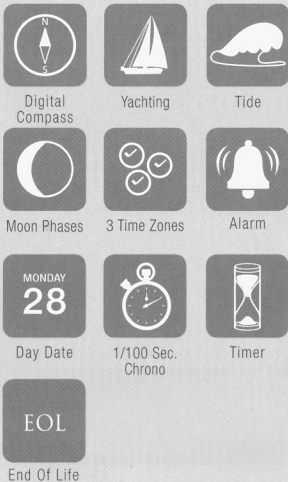 N
S
Digital
Compass
Yachting
Tide
Moon Phases
3 Time Zones
Alarm
MONDAY
28
Day Date
1/100 Sec.
Chrono
Timer
EOL
End Of Life